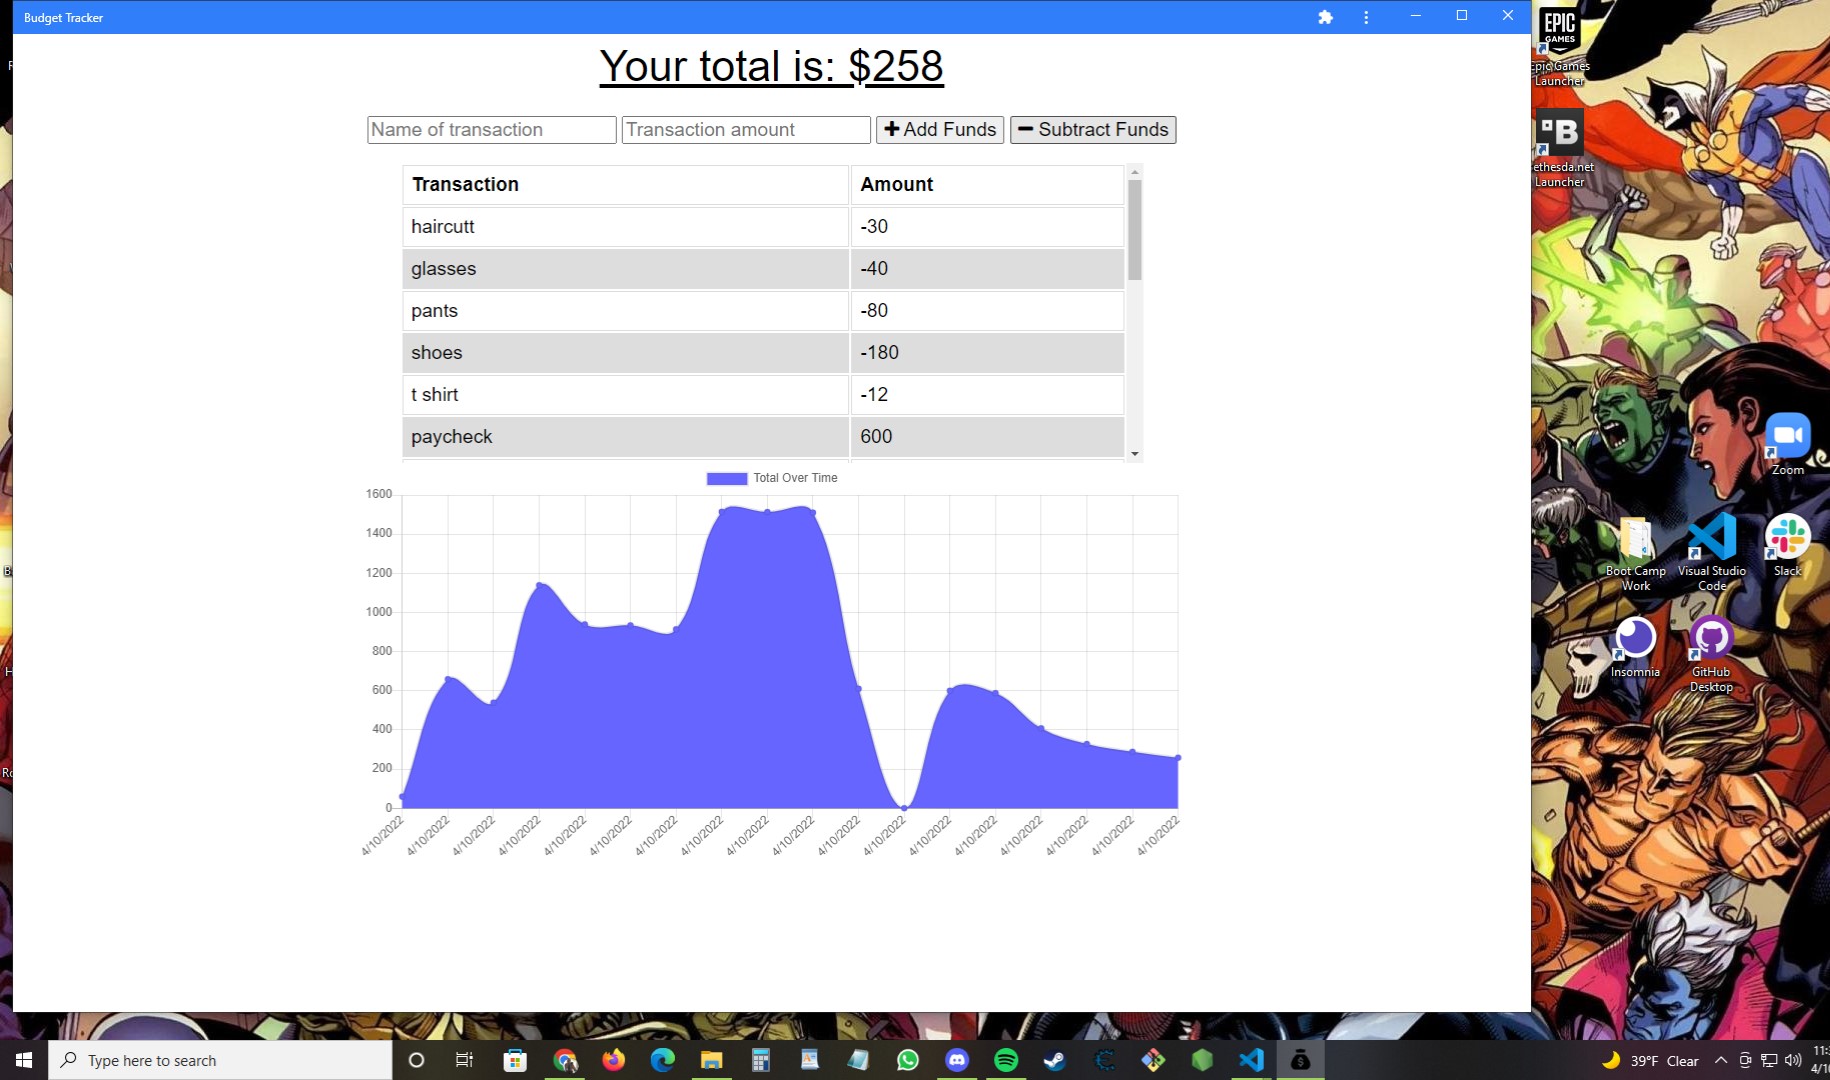 Budget Tracker
Your total is: $258
Name of transaction Transaction amount Add Funds Subtract Funds
Transaction Amount
haircutt -30
glasses -40
pants -80
shoes -180
t shirt -12
paycheck 600
Total Over Time
1600
1400
1200
1000
800
600
400
200
0
4/10/2022 4/10/2022 4/10/2022 4/10/2022 4/10/2022 4/10/2022 4/10/2022 4/10/2022 4/10/2022 4/10/2022 4/10/2022 4/10/2022 4/10/2022 4/10/2022 4/10/2022 4/10/2022 4/10/2022 4/10/2022
EPIC
GAMES
Epic Games
Launcher
B
ethesda.net
Launcher
Zoom
Boot Camp
Work
Visual Studio
Code
Slack
Insomnia
GitHub
Desktop
Type here to search
39°F Clear